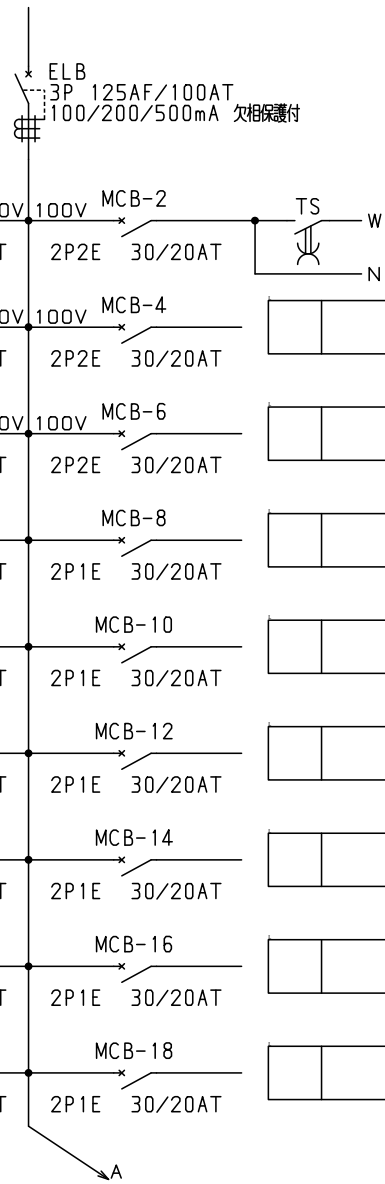 ELB
3P 125AF/100AT
100/200/500mA 欠相保護付
100V MCB-2 TS W
2P2E 30/20AT
N
100V MCB-4
2P2E 30/20AT
100V MCB-6
2P2E 30/20AT
MCB-8
2P1E 30/20AT
MCB-10
2P1E 30/20AT
MCB-12
2P1E 30/20AT
MCB-14
2P1E 30/20AT
MCB-16
2P1E 30/20AT
MCB-18
2P1E 30/20AT
A